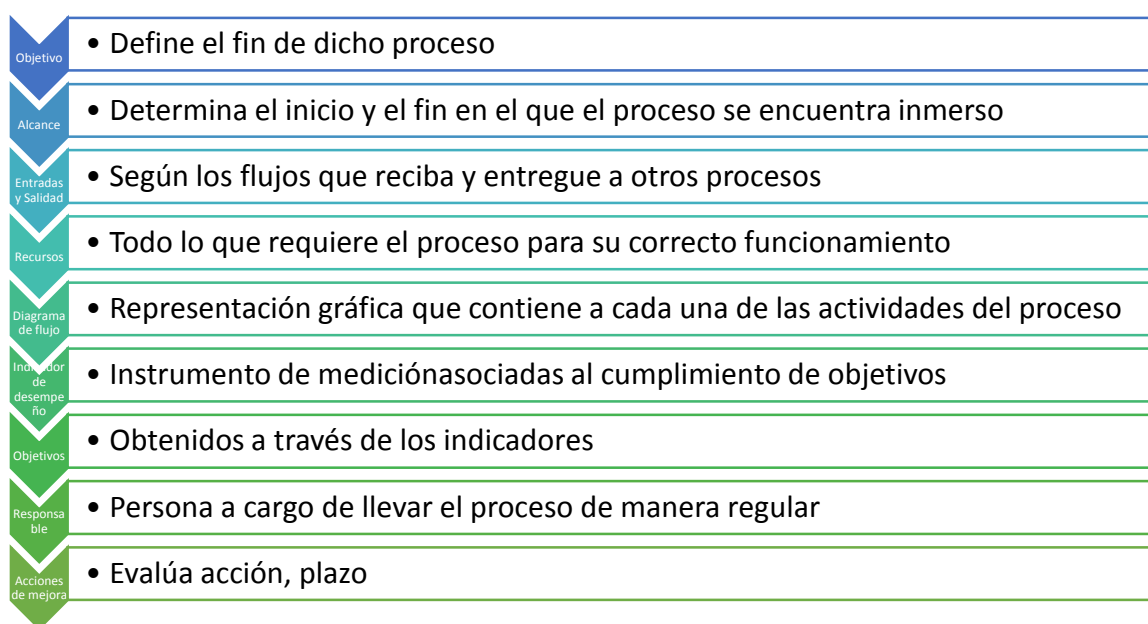 Objetivo
• Define el fin de dicho proceso
Alcance
• Determina el inicio y el fin en el que el proceso se encuentra inmerso
Entradas
y Salidad
• Según los flujos que reciba y entregue a otros procesos
Recursos
• Todo lo que requiere el proceso para su correcto funcionamiento
Diagrama
de flujo
• Representación gráfica que contiene a cada una de las actividades del proceso
Indicador
de
desempe
ño
• Instrumento de mediciónasociadas al cumplimiento de objetivos
Objetivos
• Obtenidos a través de los indicadores
Responsa
ble
• Persona a cargo de llevar el proceso de manera regular
Acciones
de mejora
• Evalúa acción, plazo